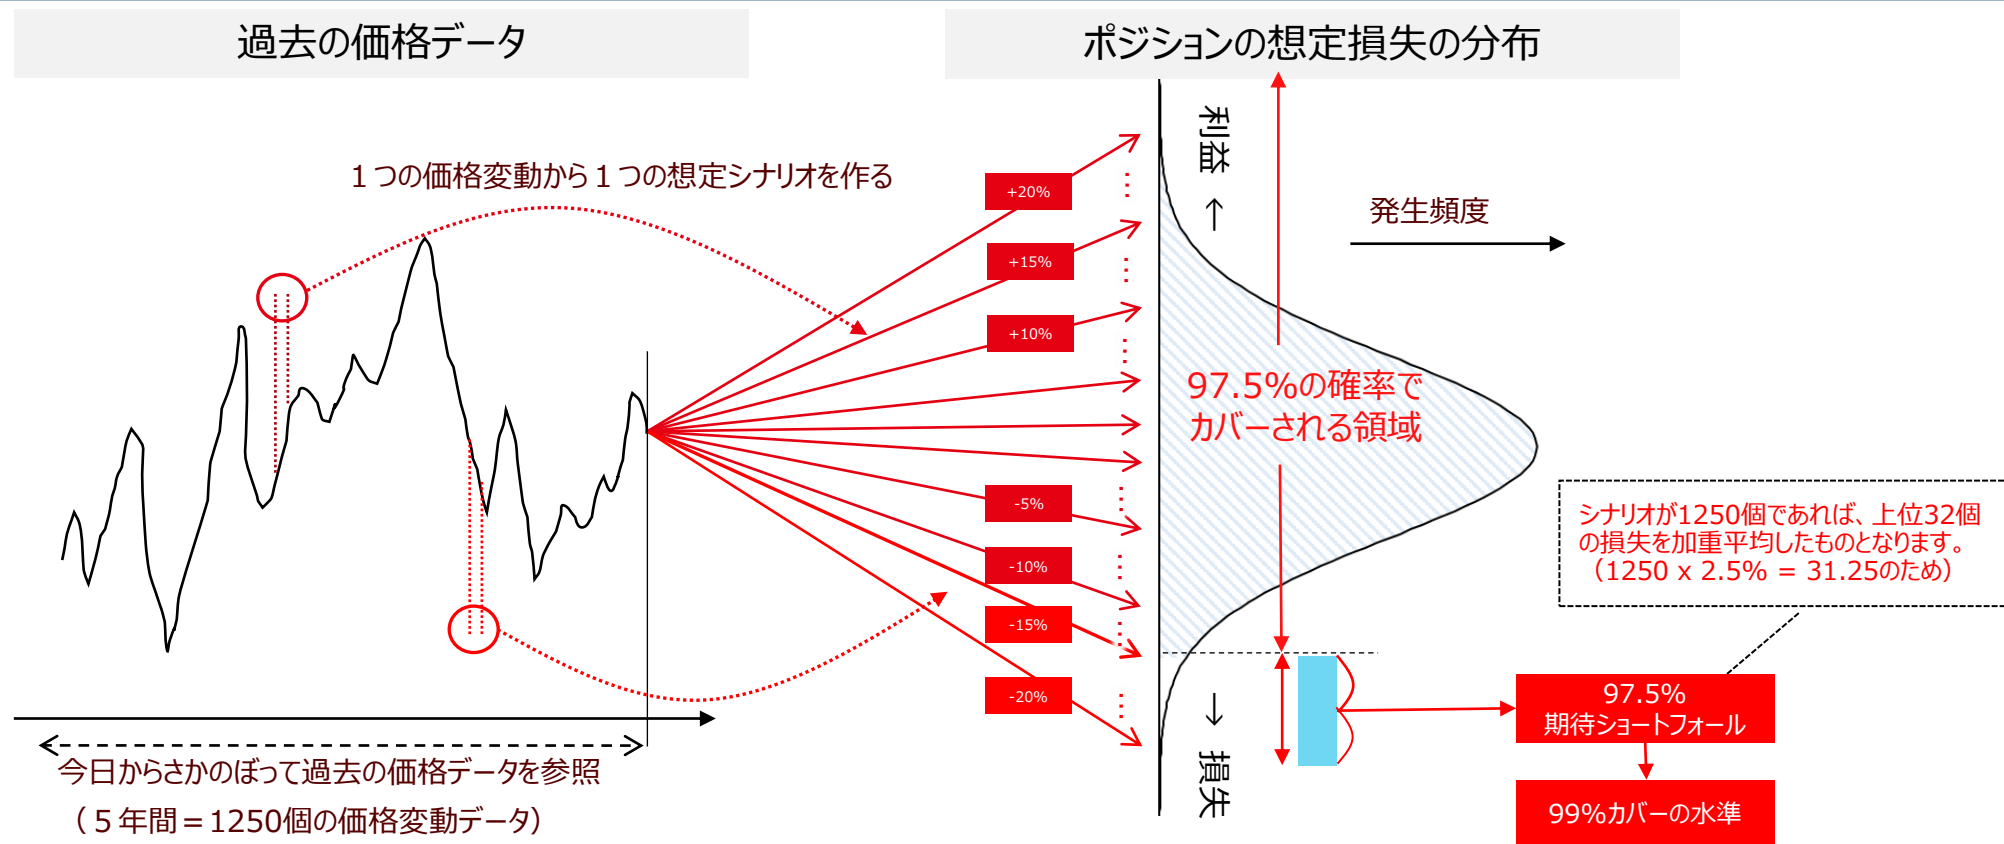 過去の価格データ
ポジションの想定損失の分布
１つの価格変動から１つの想定シナリオを作る
+20%
+15%
+10%
-5%
-10%
-15%
-20%
利益 ←
発生頻度
97.5%の確率で
カバーされる領域
→ 損失
シナリオが1250個であれば、上位32個
の損失を加重平均したものとなります。
（1250 x 2.5% = 31.25のため）
97.5%
期待ショートフォール
99%カバーの水準
今日からさかのぼって過去の価格データを参照
（５年間＝1250個の価格変動データ）